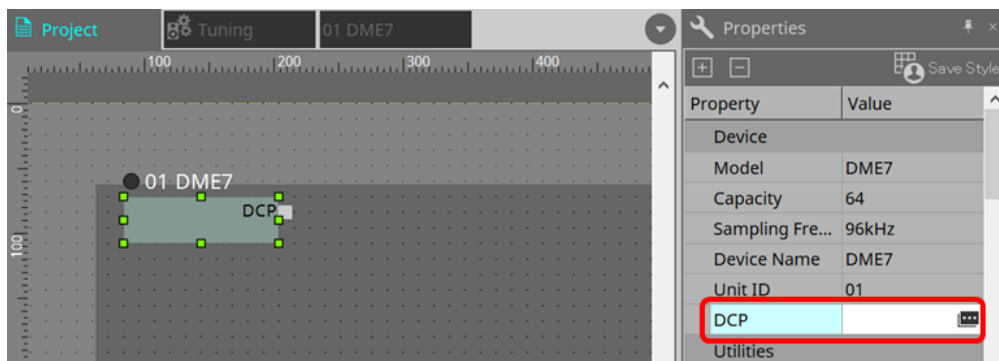 Project
Tuning
01 DME7
Properties
100
200
300
400
Save Style
Property Value
0
Device
01 DME7
Model DME7
DCP
Capacity 64
Sampling Fre... 96kHz
100
Device Name DME7
Unit ID 01
DCP
Utilities